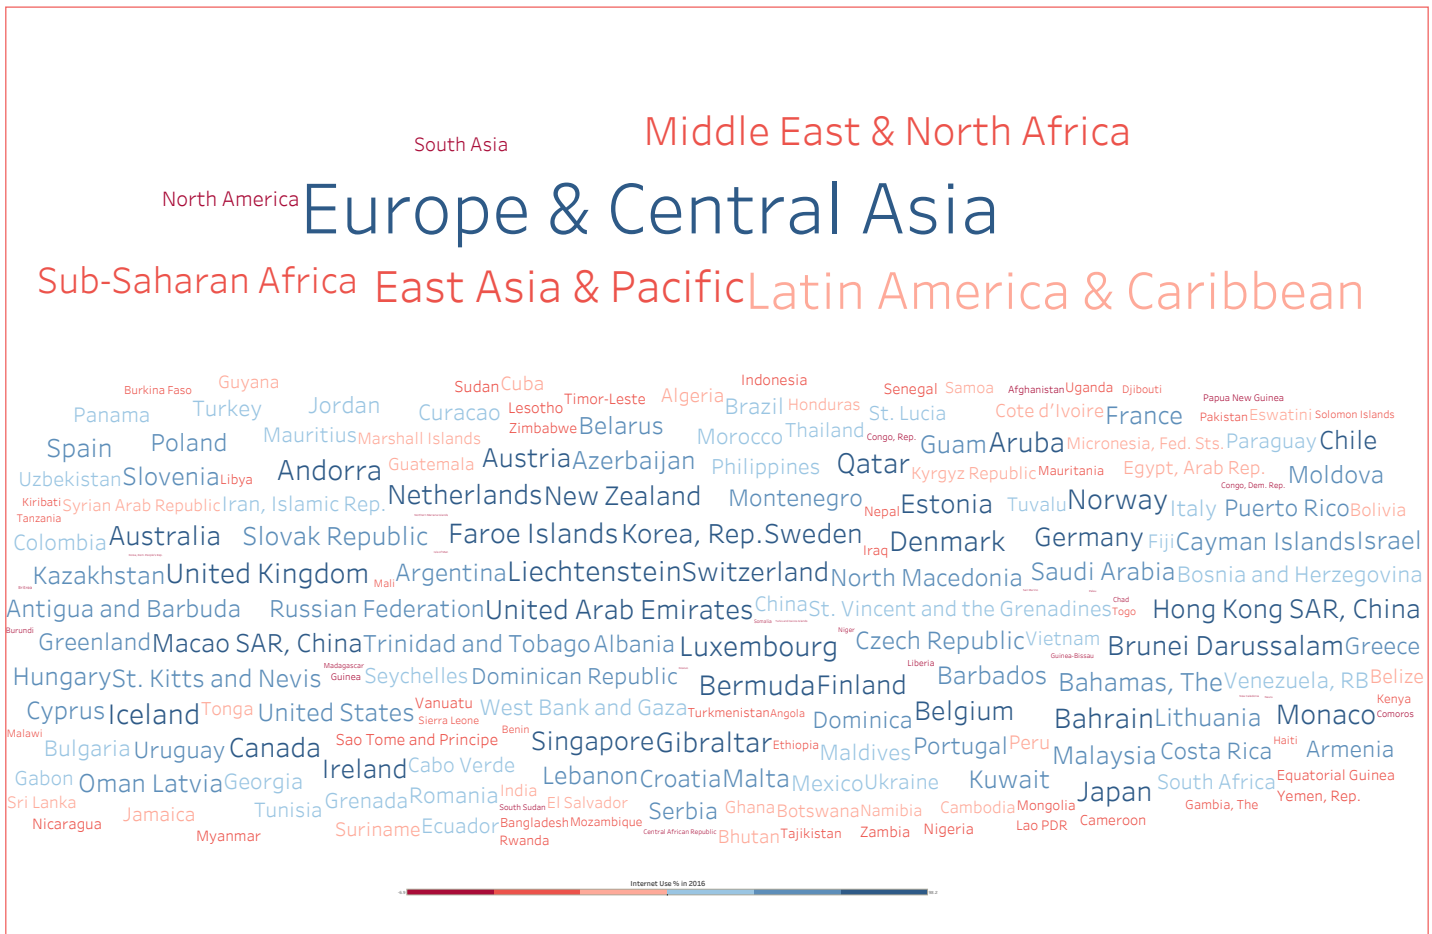 South Asia
Middle East & North Africa
North America
Europe & Central Asia
Sub-Saharan Africa
East Asia & Pacific
Latin America & Caribbean
Burkina Faso
Guyana
Sudan
Cuba
Timor-Leste
Algeria
Indonesia
Senegal
Samoa
Afghanistan
Uganda
Djibouti
Papua New Guinea
Panama
Turkey
Jordan
Curacao
Lesotho
Brazil
Honduras
St. Lucia
Cote d'Ivoire
France
Pakistan
Eswatini
Solomon Islands
Spain
Poland
Mauritius
Marshall Islands
Zimbabwe
Belarus
Morocco
Thailand
Congo, Rep.
Guam
Aruba
Micronesia, Fed. Sts.
Paraguay
Chile
Uzbekistan
Slovenia
Libya
Andorra
Guatemala
Austria
Azerbaijan
Philippines
Qatar
Kyrgyz Republic
Mauritania
Egypt, Arab Rep.
Congo, Dem. Rep.
Moldova
Kiribati
Tanzania
Syrian Arab Republic
Iran, Islamic Rep.
Netherlands
New Zealand
Montenegro
Nepal
Estonia
Tuvalu
Norway
Italy
Puerto Rico
Bolivia
Colombia
Australia
Slovak Republic
Faroe Islands
Korea, Rep.
Sweden
Iraq
Denmark
Germany
Fiji
Cayman Islands
Israel
Kazakhstan
United Kingdom
Mali
Argentina
Liechtenstein
Switzerland
North Macedonia
Saudi Arabia
Bosnia and Herzegovina
Antigua and Barbuda
Russian Federation
United Arab Emirates
China
St. Vincent and the Grenadines
Chad
Togo
Hong Kong SAR, China
Burundi
Greenland
Macao SAR, China
Trinidad and Tobago
Albania
Somalia
Luxembourg
Niger
Czech Republic
Vietnam
Guinea-Bissau
Brunei Darussalam
Greece
Hungary
St. Kitts and Nevis
Madagascar
Guinea
Seychelles
Dominican Republic
Bermuda
Finland
Liberia
Barbados
Bahamas, The
Venezuela, RB
Belize
Cyprus
Iceland
Tonga
United States
Vanuatu
Sierra Leone
West Bank and Gaza
Turkmenistan
Angola
Dominica
Belgium
Bahrain
Lithuania
Monaco
Kenya
Comoros
Malawi
Bulgaria
Uruguay
Canada
Sao Tome and Principe
Benin
Singapore
Gibraltar
Ethiopia
Maldives
Portugal
Peru
Malaysia
Costa Rica
Haiti
Armenia
Gabon
Oman
Latvia
Georgia
Ireland
Cabo Verde
Lebanon
Croatia
Malta
Mexico
Ukraine
Kuwait
South Africa
Equatorial Guinea
Sri Lanka
Jamaica
Tunisia
Grenada
Romania
India
South Sudan
El Salvador
Serbia
Ghana
Botswana
Namibia
Cambodia
Mongolia
Japan
Gambia, The
Yemen, Rep.
Nicaragua
Myanmar
Suriname
Ecuador
Bangladesh
Mozambique
Rwanda
Central African Republic
Bhutan
Tajikistan
Zambia
Nigeria
Lao PDR
Cameroon
Internet Use % in 2016